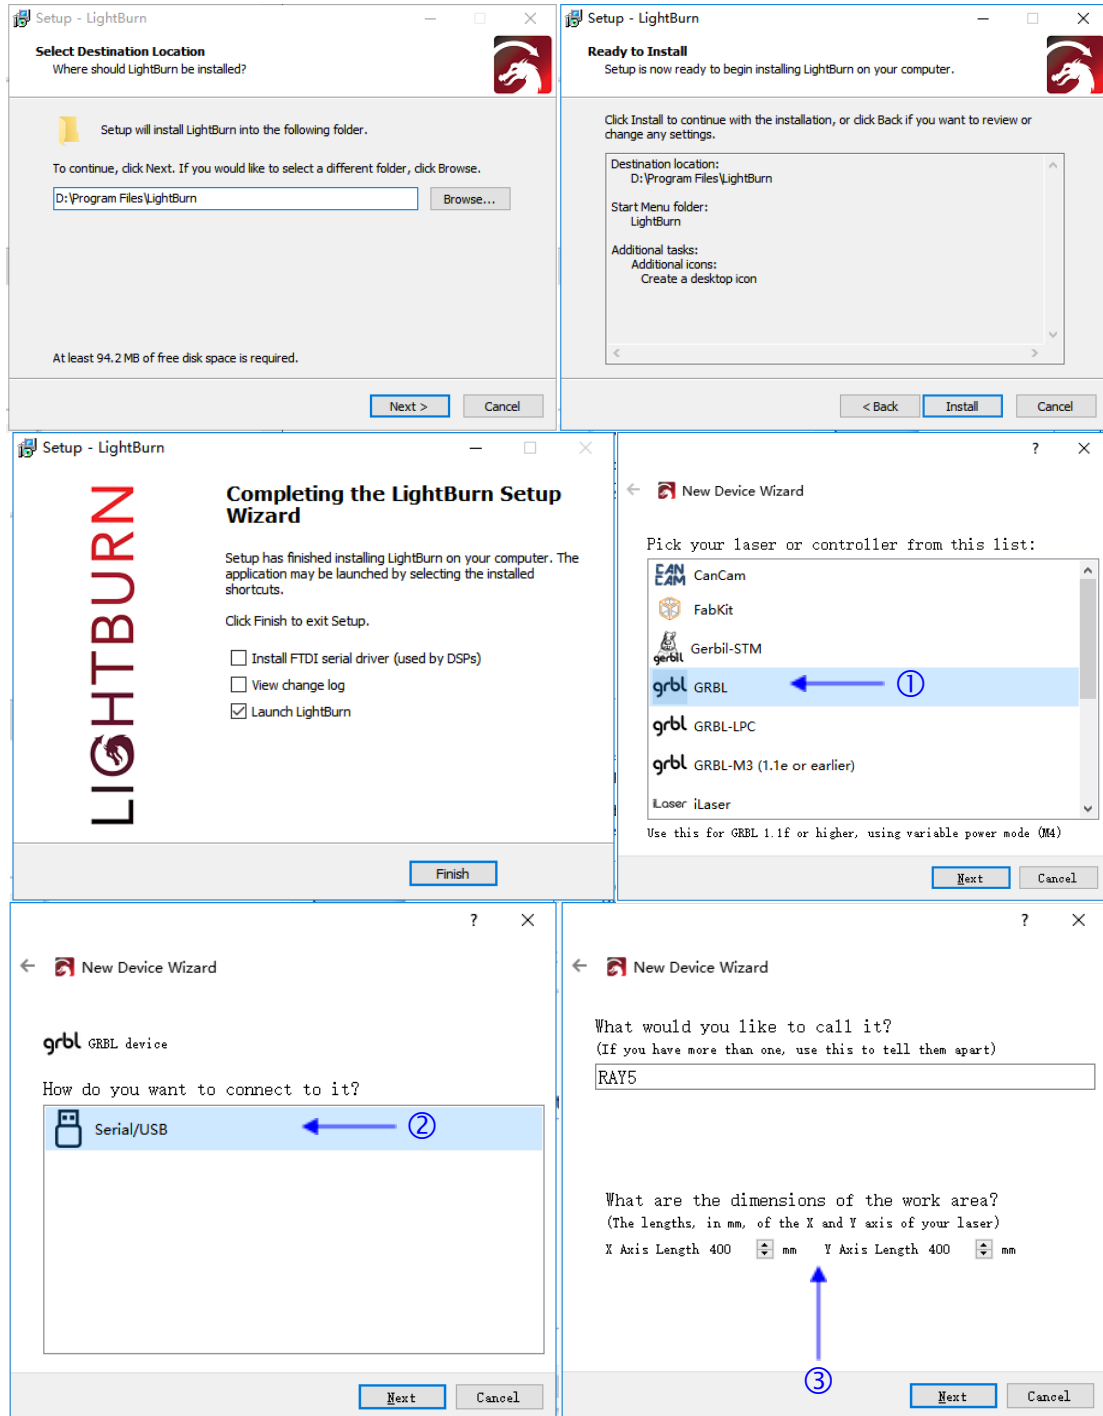 Setup - LightBurn
Select Destination Location
Where should LightBurn be installed?
Setup will install LightBurn into the following folder.
To continue, click Next. If you would like to select a different folder, click Browse.
D:\Program Files\LightBurn
Browse...
At least 94.2 MB of free disk space is required.
Next >
Cancel
Setup - LightBurn
Ready to Install
Setup is now ready to begin installing LightBurn on your computer.
Click Install to continue with the installation, or click Back if you want to review or
change any settings.
Destination location:
D:\Program Files\LightBurn
Start Menu folder:
LightBurn
Additional tasks:
Additional icons:
Create a desktop icon
< Back
Install
Cancel
Setup - LightBurn
LIGHTBURN
Completing the LightBurn Setup
Wizard
Setup has finished installing LightBurn on your computer. The
application may be launched by selecting the installed
shortcuts.
Click Finish to exit Setup.
Install FTDI serial driver (used by DSPs)
View change log
Launch LightBurn
Finish
?
New Device Wizard
Pick your laser or controller from this list:
CAN CAM CanCam
FabKit
gerbil Gerbil-STM
grbl GRBL ①
grbl GRBL-LPC
grbl GRBL-M3 (1.1e or earlier)
iLaser iLaser
Use this for GRBL 1.1f or higher, using variable power mode (M4)
Next
Cancel
?
New Device Wizard
grbl GRBL device
How do you want to connect to it?
Serial/USB ②
Next
Cancel
?
New Device Wizard
What would you like to call it?
(If you have more than one, use this to tell them apart)
RAY5
What are the dimensions of the work area?
(The lengths, in mm, of the X and Y axis of your laser)
X Axis Length 400 mm Y Axis Length 400 mm
③
Next
Cancel